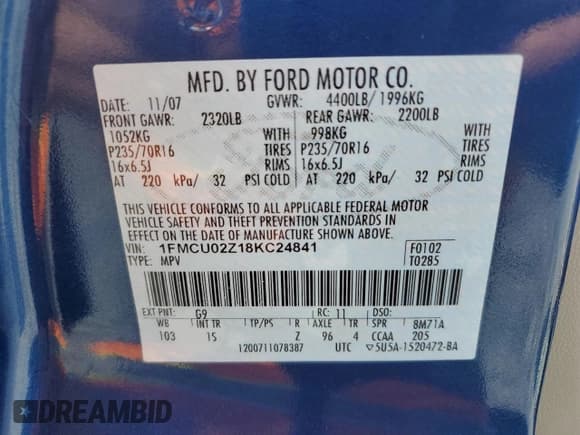 MFD. BY FORD MOTOR CO.
DATE: 11/07 GVWR: 4400LB/1996KG
FRONT GAWR: 2320LB REAR GAWR: 2200LB
1052KG WITH 998KG WITH
P235/70R16 TIRES P235/70R16 TIRES
16x6.5J RIMS 16x6.5J RIMS
AT 220 kPa/ 32 PSI COLD AT 220 kPa/ 32 PSI COLD
THIS VEHICLE CONFORMS TO ALL APPLICABLE FEDERAL MOTOR
VEHICLE SAFETY AND THEFT PREVENTION STANDARDS IN
EFFECT ON THE DATE OF MANUFACTURE SHOWN ABOVE.
VIN: 1FMCU02Z18KC24841 F0102
TYPE: MPV T0285
EXT PNT: G9 RC: 11 DSO:
WB INT TR TP/PS R AXLE TR SPR 8M71A
103 1S Z 96 4 CCAA 205
1200711078387 UTC ▽5U5A-1520472-BA
DREAMBID